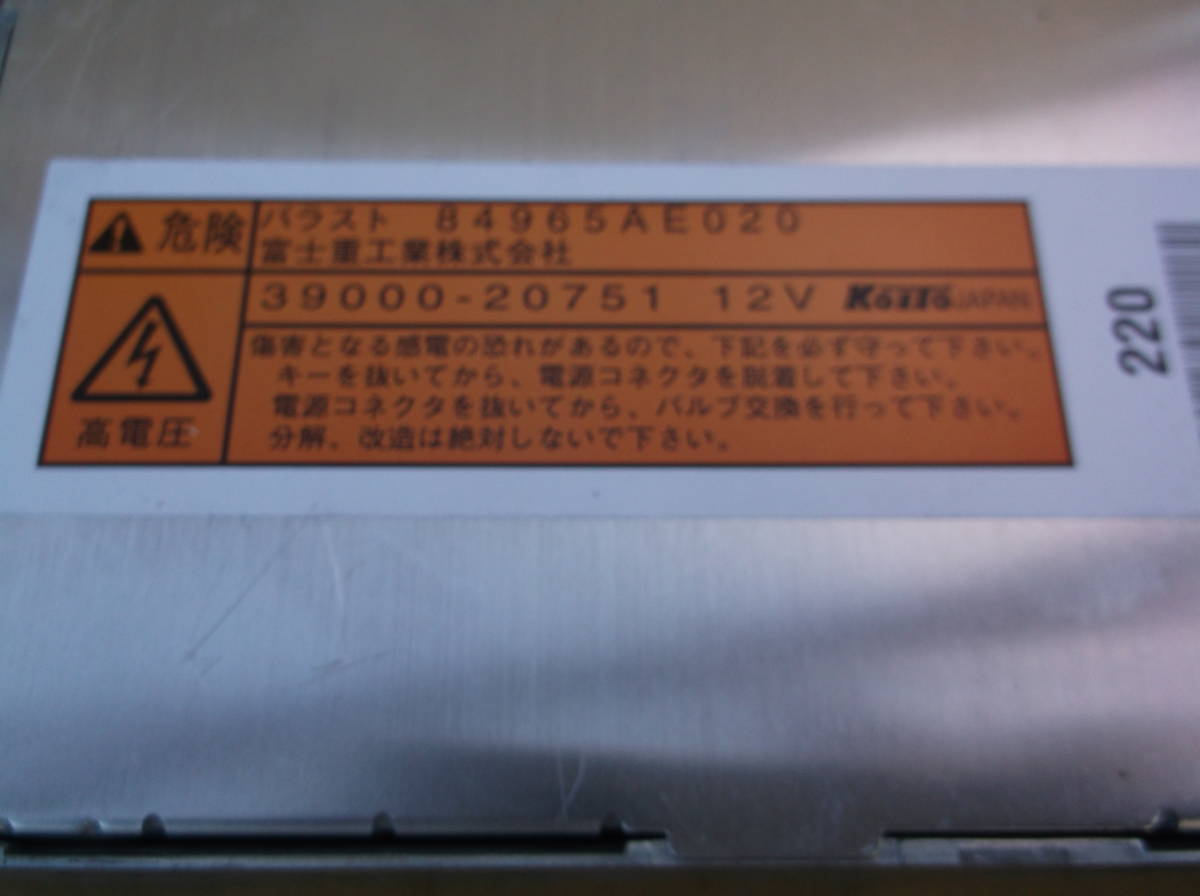 危険
バラスト 84965AE020
富士重工業株式会社
39000-20751 12V KOITO JAPAN
高電圧
傷害となる感電の恐れがあるので、下記を必ず守って下さい。
キーを抜いてから、電源コネクタを脱着して下さい。
電源コネクタを抜いてから、バルブ交換を行って下さい。
分解、改造は絶対しないで下さい。
220